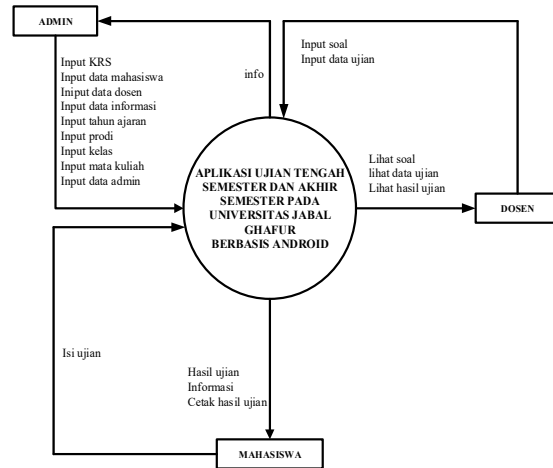 ADMIN
Input KRS
Input data mahasiswa
Iniput data dosen
Input data informasi
Input tahun ajaran
Input prodi
Input kelas
Input mata kuliah
Input data admin
info
Input soal
Input data ujian
APLIKASI UJIAN TENGAH
SEMESTER DAN AKHIR
SEMESTER PADA
UNIVERSITAS JABAL
GHAFUR
BERBASIS ANDROID
Lihat soal
lihat data ujian
Lihat hasil ujian
DOSEN
Isi ujian
Hasil ujian
Informasi
Cetak hasil ujian
MAHASISWA